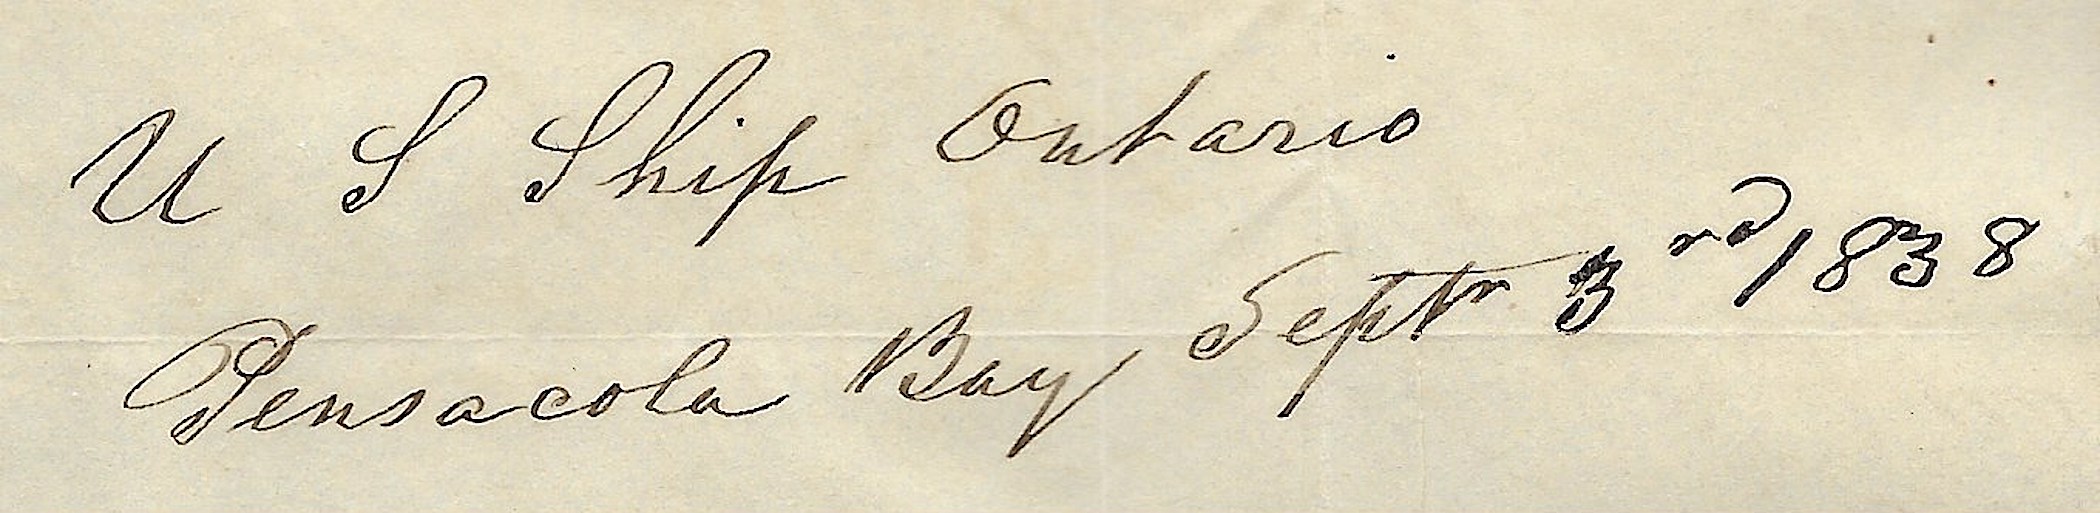 U S Ship Ontario
Pensacola Bay Septr 3rd 1838